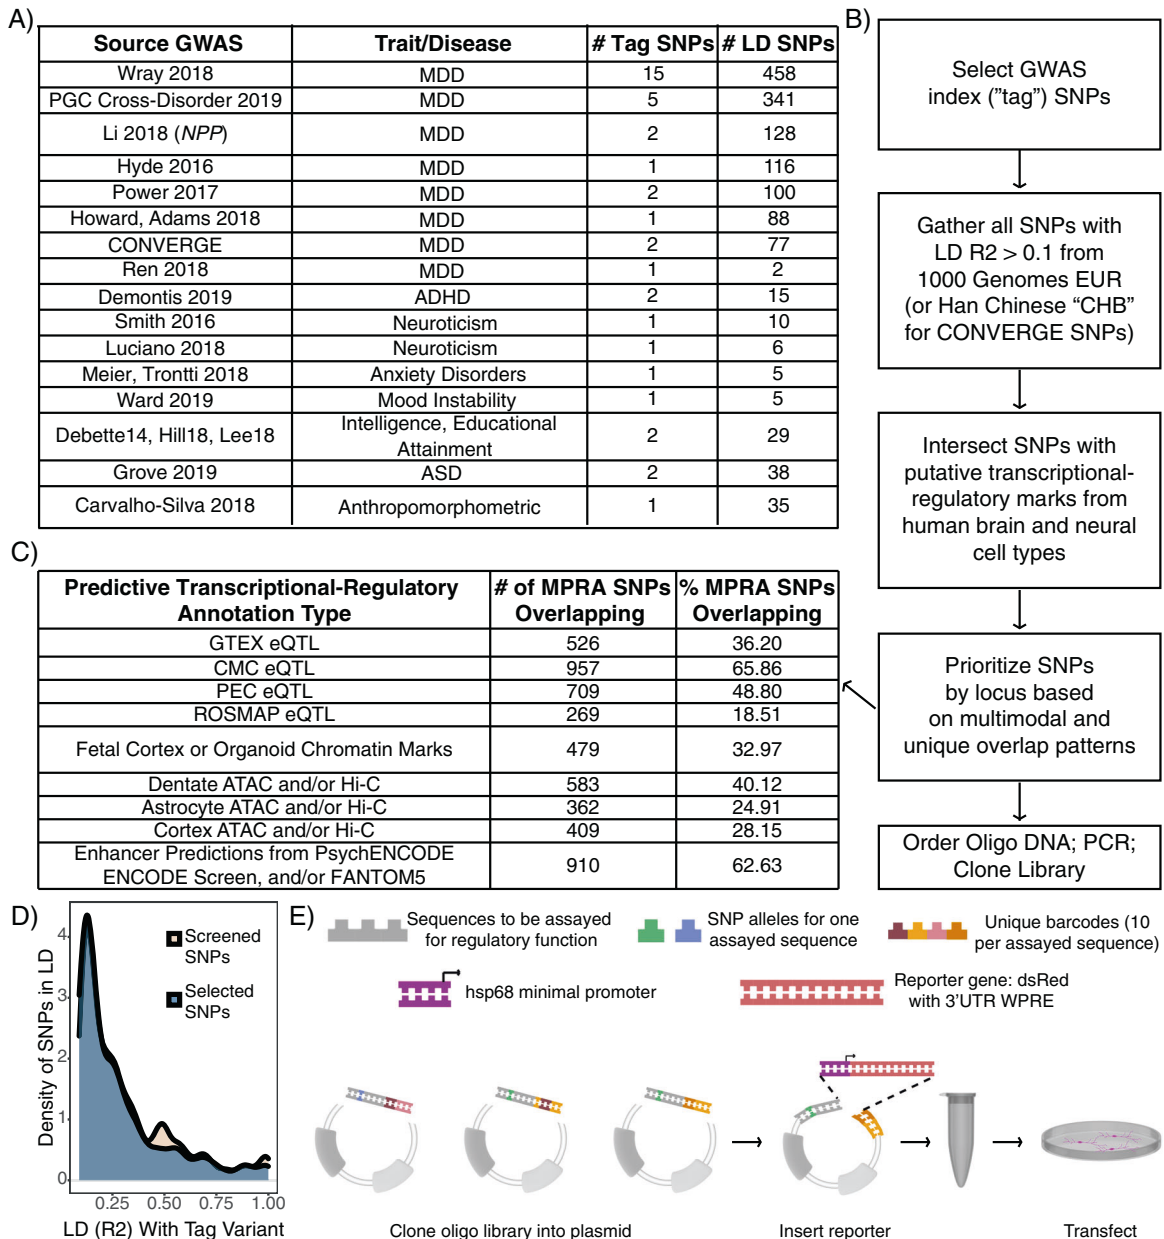 A)
Source GWAS Trait/Disease # Tag SNPs # LD SNPs
Wray 2018 MDD 15 458
PGC Cross-Disorder 2019 MDD 5 341
Li 2018 (NPP) MDD 2 128
Hyde 2016 MDD 1 116
Power 2017 MDD 2 100
Howard, Adams 2018 MDD 1 88
CONVERGE MDD 2 77
Ren 2018 MDD 1 2
Demontis 2019 ADHD 2 15
Smith 2016 Neuroticism 1 10
Luciano 2018 Neuroticism 1 6
Meier, Trontti 2018 Anxiety Disorders 1 5
Ward 2019 Mood Instability 1 5
Debette14, Hill18, Lee18 Intelligence, Educational Attainment 2 29
Grove 2019 ASD 2 38
Carvalho-Silva 2018 Anthropomorphometric 1 35
B)
Select GWAS
index ("tag") SNPs
Gather all SNPs with
LD R2 > 0.1 from
1000 Genomes EUR
(or Han Chinese “CHB”
for CONVERGE SNPs)
Intersect SNPs with
putative transcriptional-
regulatory marks from
human brain and neural
cell types
Prioritize SNPs
by locus based
on multimodal and
unique overlap patterns
Order Oligo DNA; PCR;
Clone Library
C)
Predictive Transcriptional-Regulatory Annotation Type # of MPRA SNPs Overlapping % MPRA SNPs Overlapping
GTEX eQTL 526 36.20
CMC eQTL 957 65.86
PEC eQTL 709 48.80
ROSMAP eQTL 269 18.51
Fetal Cortex or Organoid Chromatin Marks 479 32.97
Dentate ATAC and/or Hi-C 583 40.12
Astrocyte ATAC and/or Hi-C 362 24.91
Cortex ATAC and/or Hi-C 409 28.15
Enhancer Predictions from PsychENCODE ENCODE Screen, and/or FANTOM5 910 62.63
D)
Density of SNPs in LD
4
3
2
1
0
Screened
SNPs
Selected
SNPs
0.25 0.50 0.75 1.00
LD (R2) With Tag Variant
E)
Sequences to be assayed
for regulatory function
SNP alleles for one
assayed sequence
Unique barcodes (10
per assayed sequence)
hsp68 minimal promoter
Reporter gene: dsRed
with 3'UTR WPRE
Clone oligo library into plasmid
Insert reporter
Transfect